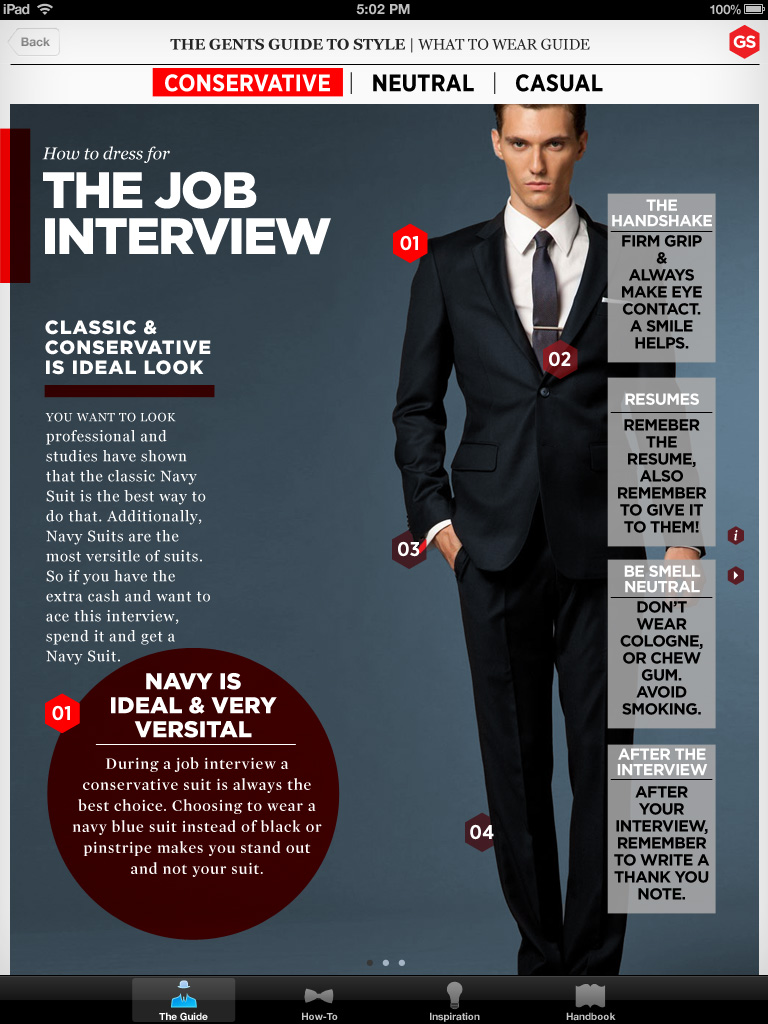 iPad
5:02 PM
100%
Back
THE GENTS GUIDE TO STYLE | WHAT TO WEAR GUIDE
GS
CONSERVATIVE | NEUTRAL | CASUAL
How to dress for
THE JOB
INTERVIEW
CLASSIC &
CONSERVATIVE
IS IDEAL LOOK
YOU WANT TO LOOK
professional and
studies have shown
that the classic Navy
Suit is the best way to
do that. Additionally,
Navy Suits are the
most versitle of suits.
So if you have the
extra cash and want to
ace this interview,
spend it and get a
Navy Suit.
01
NAVY IS
IDEAL & VERY
VERSITAL
During a job interview a
conservative suit is always the
best choice. Choosing to wear a
navy blue suit instead of black or
pinstripe makes you stand out
and not your suit.
01
02
03
04
THE
HANDSHAKE
FIRM GRIP
&
ALWAYS
MAKE EYE
CONTACT.
A SMILE
HELPS.
RESUMES
REMEBER
THE
RESUME,
ALSO
REMEMBER
TO GIVE IT
TO THEM!
i
BE SMELL
NEUTRAL
DON'T
WEAR
COLOGNE,
OR CHEW
GUM.
AVOID
SMOKING.
AFTER THE
INTERVIEW
AFTER
YOUR
INTERVIEW,
REMEMBER
TO WRITE A
THANK YOU
NOTE.
The Guide
How-To
Inspiration
Handbook